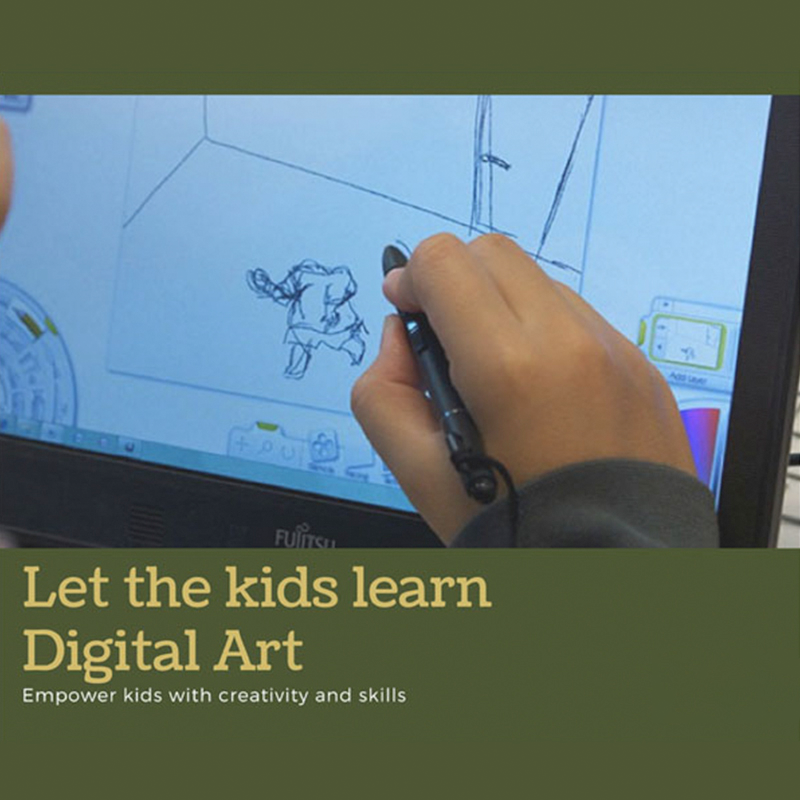 Add Layer
FUJITSU
Let the kids learn
Digital Art
Empower kids with creativity and skills